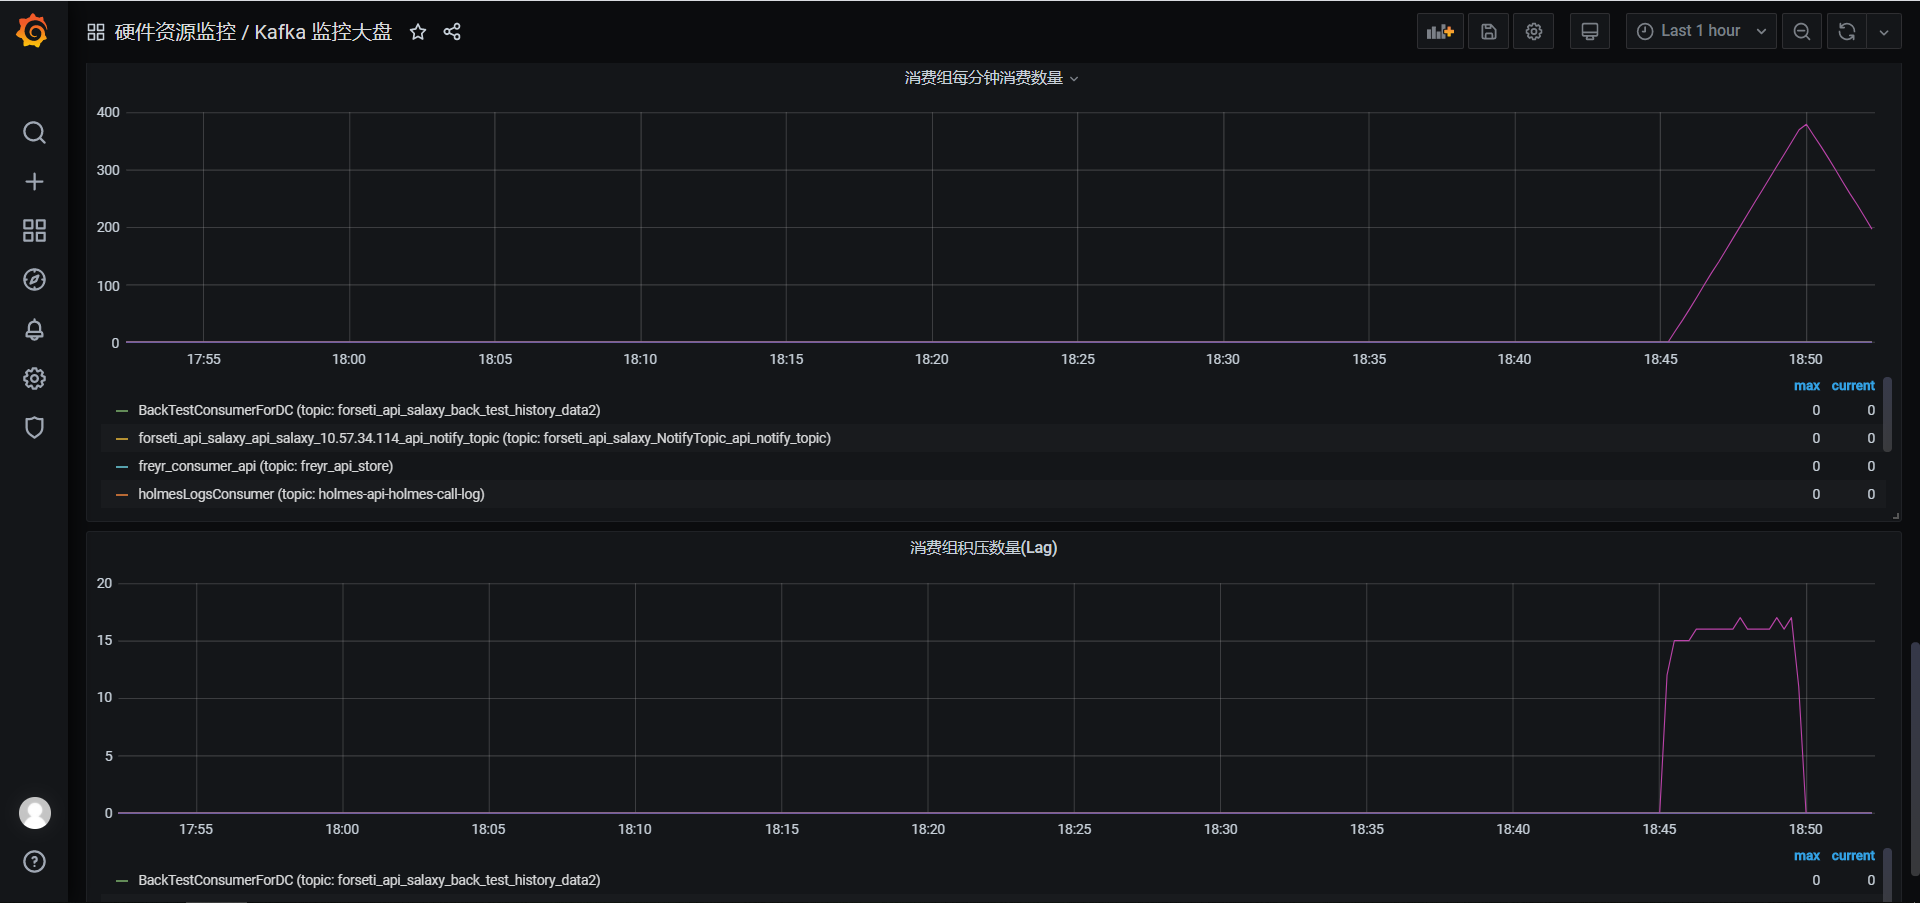 硬件资源监控 / Kafka 监控大盘
Last 1 hour
消费组每分钟消费数量
400
300
200
100
0
17:55 18:00 18:05 18:10 18:15 18:20 18:25 18:30 18:35 18:40 18:45 18:50
max current
BackTestConsumerForDC (topic: forseti_api_salaxy_back_test_history_data2) 0 0
forseti_api_salaxy_api_salaxy_10.57.34.114_api_notify_topic (topic: forseti_api_salaxy_NotifyTopic_api_notify_topic) 0 0
freyr_consumer_api (topic: freyr_api_store) 0 0
holmesLogsConsumer (topic: holmes-api-holmes-call-log) 0 0
消费组积压数量(Lag)
20
15
10
5
0
17:55 18:00 18:05 18:10 18:15 18:20 18:25 18:30 18:35 18:40 18:45 18:50
max current
BackTestConsumerForDC (topic: forseti_api_salaxy_back_test_history_data2) 0 0